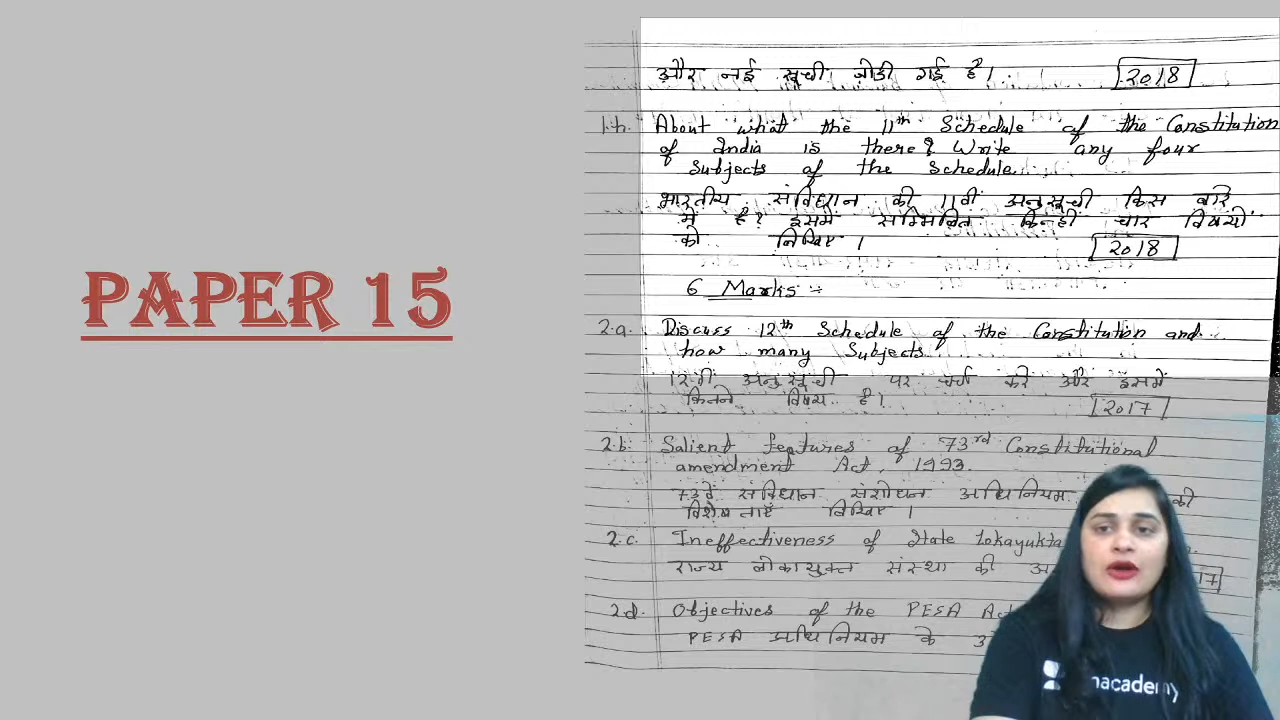 PAPER 15
और नई सूची जोडी गई है। 2018
1.h. About what the 11th Schedule of the Constitution
of India is there? Write any four
Subjects of the Schedule.
भारतीय संविधान की 11वीं अनुसूची किस बारे
में है? इसमें सम्मिलित किन्हीं चार विषयों
को लिखिए । 2018
6 Marks :-
2.a. Discuss 12th Schedule of the Constitution and
how many Subjects.
12वीं अनुसूची पर चर्चा करें और इसमें
कितने विषय है। 2017
2.b. Salient features of 73rd Constitutional
amendment Act, 1993.
73वें संविधान संशोधन अधिनियम की
विशेषताएँ लिखिए ।
2.c. Ineffectiveness of State Lokayukta
राज्य लोकायुक्त संस्था की
2d. Objectives of the PESA Act
PESA अधिनियम के
unacademy